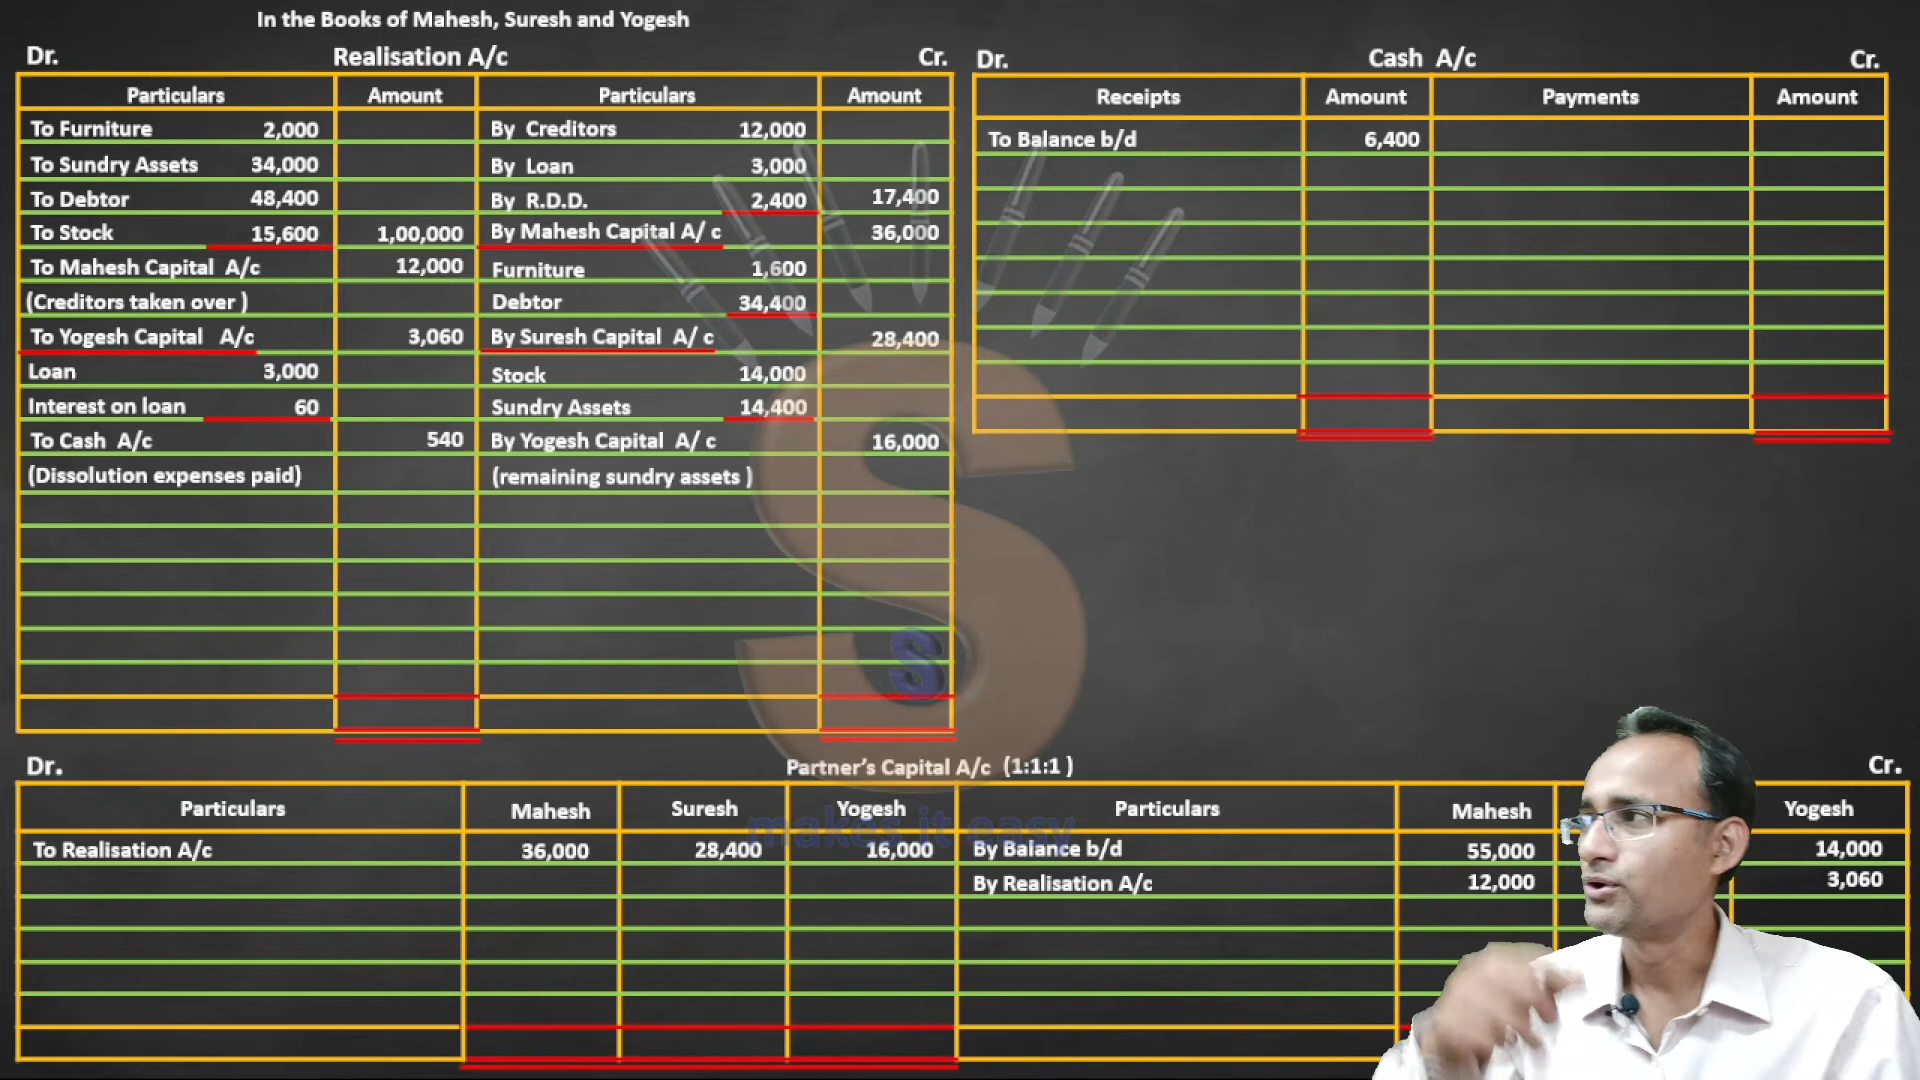 In the Books of Mahesh, Suresh and Yogesh
Dr. Realisation A/c Cr.
Particulars Amount Particulars Amount
To Furniture 2,000 By Creditors 12,000
To Sundry Assets 34,000 By Loan 3,000
To Debtor 48,400 By R.D.D. 2,400 17,400
To Stock 15,600 1,00,000 By Mahesh Capital A/ c 36,000
To Mahesh Capital A/c 12,000 Furniture 1,600
(Creditors taken over ) Debtor 34,400
To Yogesh Capital A/c 3,060 By Suresh Capital A/ c 28,400
Loan 3,000 Stock 14,000
Interest on loan 60 Sundry Assets 14,400
To Cash A/c 540 By Yogesh Capital A/ c 16,000
(Dissolution expenses paid) (remaining sundry assets )
Dr. Cash A/c Cr.
Receipts Amount Payments Amount
To Balance b/d 6,400
S
S
makes it easy
Dr. Partner's Capital A/c (1:1:1 ) Cr.
Particulars Mahesh Suresh Yogesh Particulars Mahesh Yogesh
To Realisation A/c 36,000 28,400 16,000 By Balance b/d 55,000 14,000
By Realisation A/c 12,000 3,060